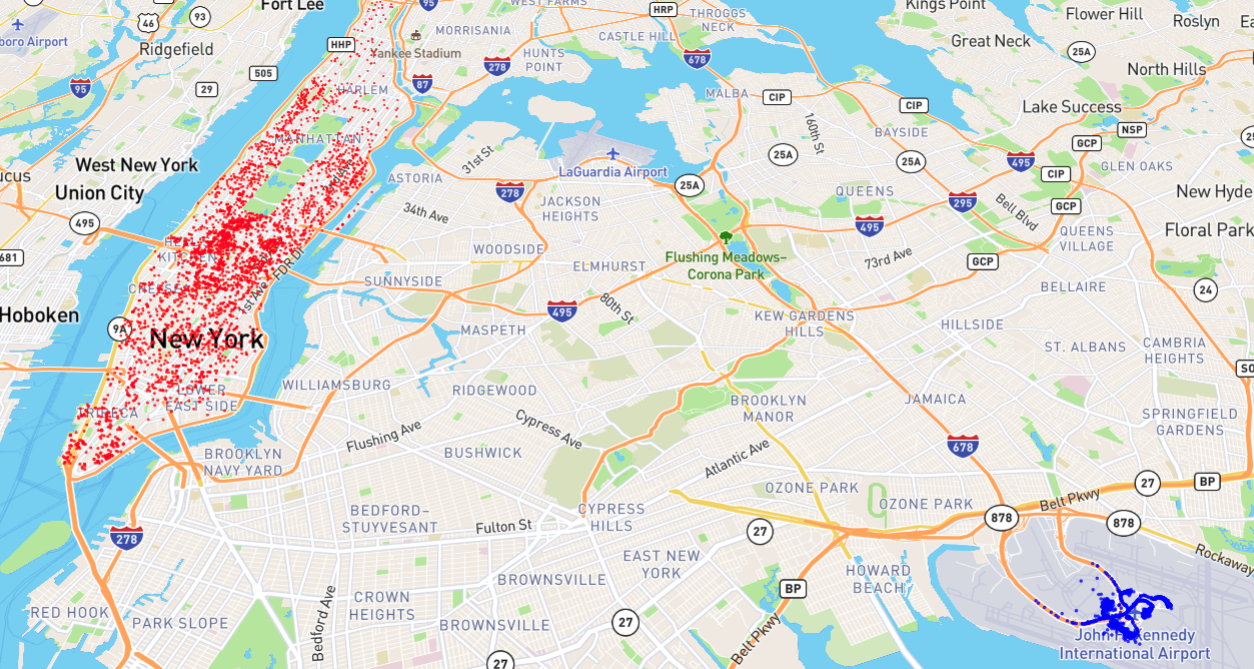 Fort Lee
95
WEST FARMS
HRP
THROGGS
NECK
Kings Point
Flower Hill
Roslyn
46
93
MORRISANIA
CASTLE HILL
boro Airport
Ridgefield
HHP
Yankee Stadium
HUNTS
POINT
278
678
Great Neck
25A
North Hills
505
95
29
87
HARLEM
MALBA
CIP
CIP
Lake Success
NSP
MANHATTAN
160th St
BAYSIDE
GCP
West New York
31st St
LaGuardia Airport
25A
25A
495
CIP
GLEN OAKS
Union City
ASTORIA
278
25A
QUEENS
295
GCP
New Hyde
JACKSON
HEIGHTS
Bell Blvd
495
34th Ave
495
QUEENS
VILLAGE
Floral Park
681
WOODSIDE
Flushing Meadows–
Corona Park
73rd Ave
GCP
KITCHEN
ELMHURST
FDR Dr
1st Ave
CHELSEA
SUNNYSIDE
BELLAIRE
24
Hoboken
9A
New York
495
80th St
KEW GARDENS
HILLS
HILLSIDE
MASPETH
ST. ALBANS
CAMBRIA
HEIGHTS
SO
WILLIAMSBURG
LOWER
EAST SIDE
RIDGEWOOD
BROOKLYN
MANOR
JAMAICA
TRIBECA
Cypress Ave
SPRINGFIELD
GARDENS
Flushing Ave
BROOKLYN
NAVY YARD
BUSHWICK
Atlantic Ave
678
OZONE PARK
OZONE PARK
Belt Pkwy
27
BP
BEDFORD–
STUYVESANT
Fulton St
CYPRESS
HILLS
878
878
278
27
EAST NEW
YORK
Rockaway
BROWNSVILLE
BP
HOWARD
BEACH
RED HOOK
PARK SLOPE
CROWN
HEIGHTS
Bedford Ave
BROWNSVILLE
27
Belt Pkwy
John F. Kennedy
International Airport
27